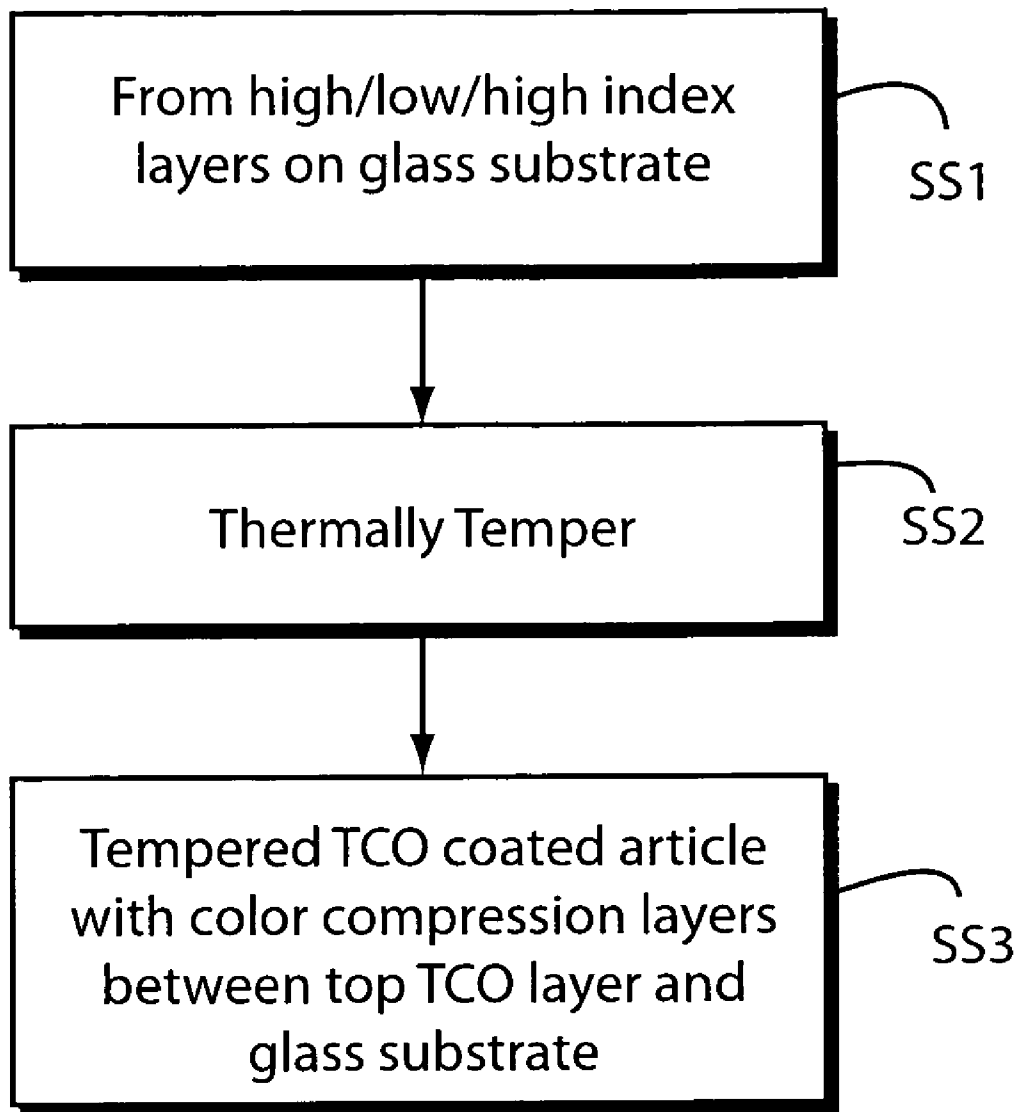 From high/low/high index
layers on glass substrate
SS1
Thermally Temper
SS2
Tempered TCO coated article
with color compression layers
between top TCO layer and
glass substrate
SS3